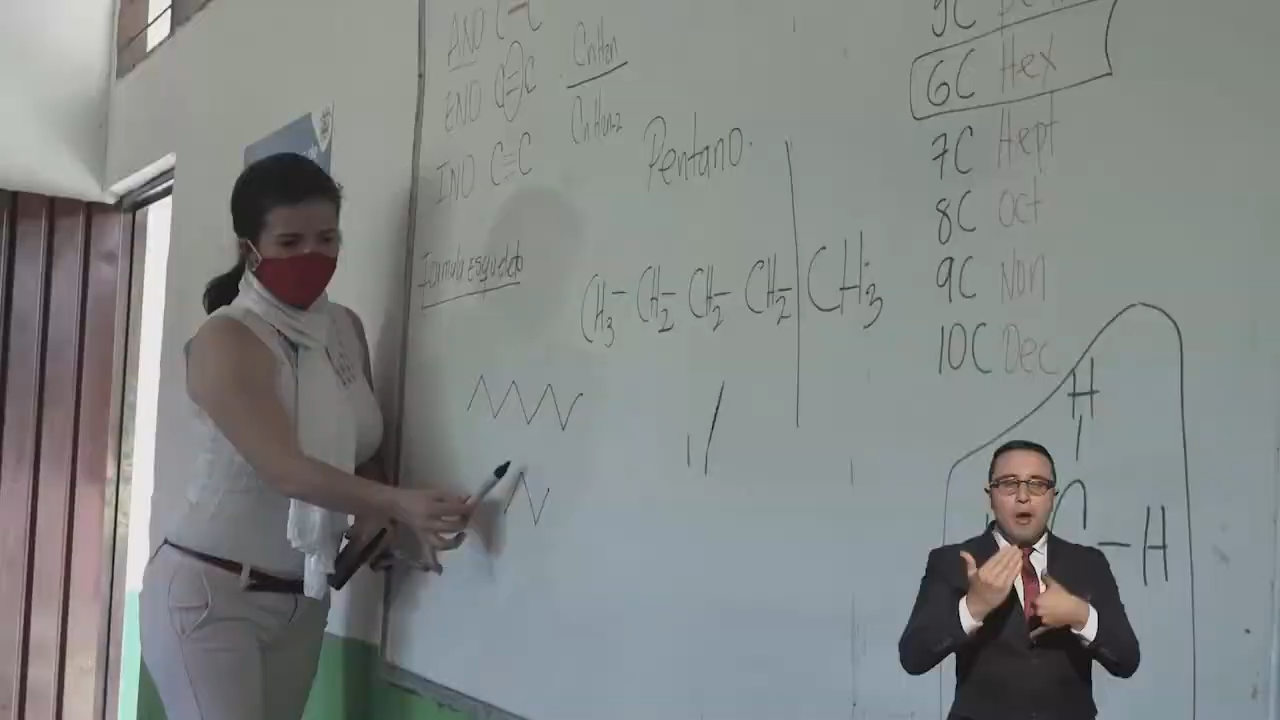 ANO C-C
ENO C=C
INO C≡C
CnH2n
CnH2n-2
Pentano.
Formula Esqueleto
CH3- CH2- CH2- CH2 CH3
6C Hex
7C Hept
8C Oct
9C Non
10C Dec
H
-H